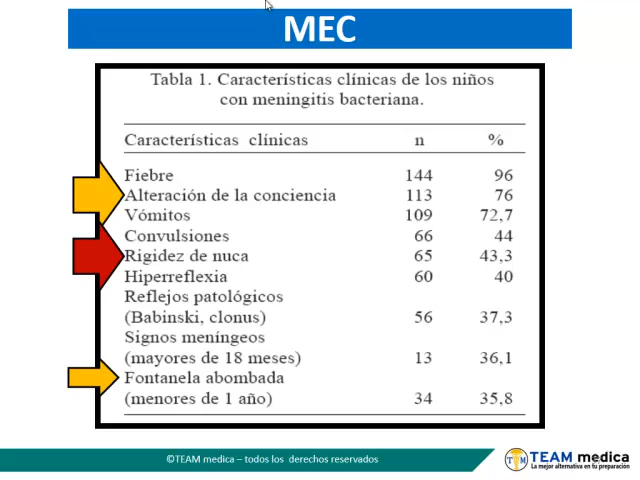 MEC
Tabla 1. Características clínicas de los niños
con meningitis bacteriana.
Características clínicas n %
Fiebre 144 96
Alteración de la conciencia 113 76
Vómitos 109 72,7
Convulsiones 66 44
Rigidez de nuca 65 43,3
Hiperreflexia 60 40
Reflejos patológicos
(Babinski, clonus) 56 37,3
Signos meníngeos
(mayores de 18 meses) 13 36,1
Fontanela abombada
(menores de 1 año) 34 35,8
©TEAM medica – todos los derechos reservados
TEAM medica
La mejor alternativa en tu preparación